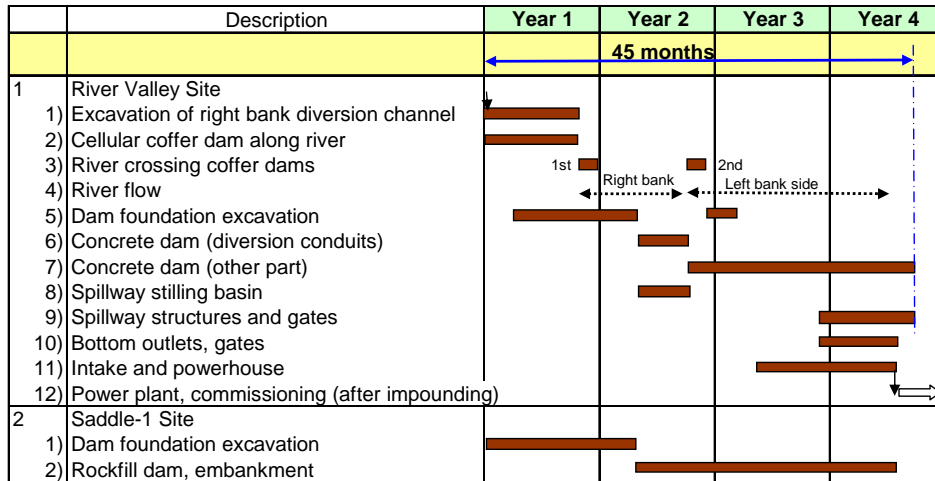 Description Year 1 Year 2 Year 3 Year 4
45 months
1 River Valley Site
1) Excavation of right bank diversion channel
2) Cellular coffer dam along river
3) River crossing coffer dams 1st 2nd
4) River flow Right bank Left bank side
5) Dam foundation excavation
6) Concrete dam (diversion conduits)
7) Concrete dam (other part)
8) Spillway stilling basin
9) Spillway structures and gates
10) Bottom outlets, gates
11) Intake and powerhouse
12) Power plant, commissioning (after impounding)
2 Saddle-1 Site
1) Dam foundation excavation
2) Rockfill dam, embankment